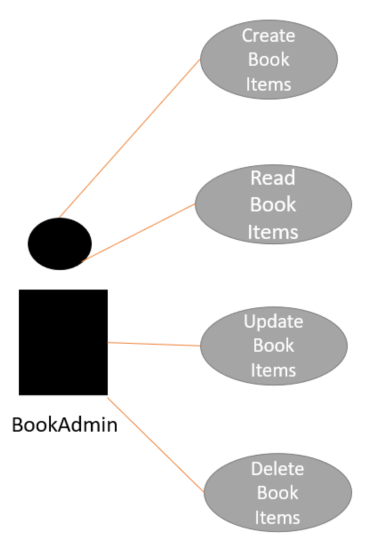 Create
Book
Items
Read
Book
Items
Update
Book
Items
BookAdmin
Delete
Book
Items